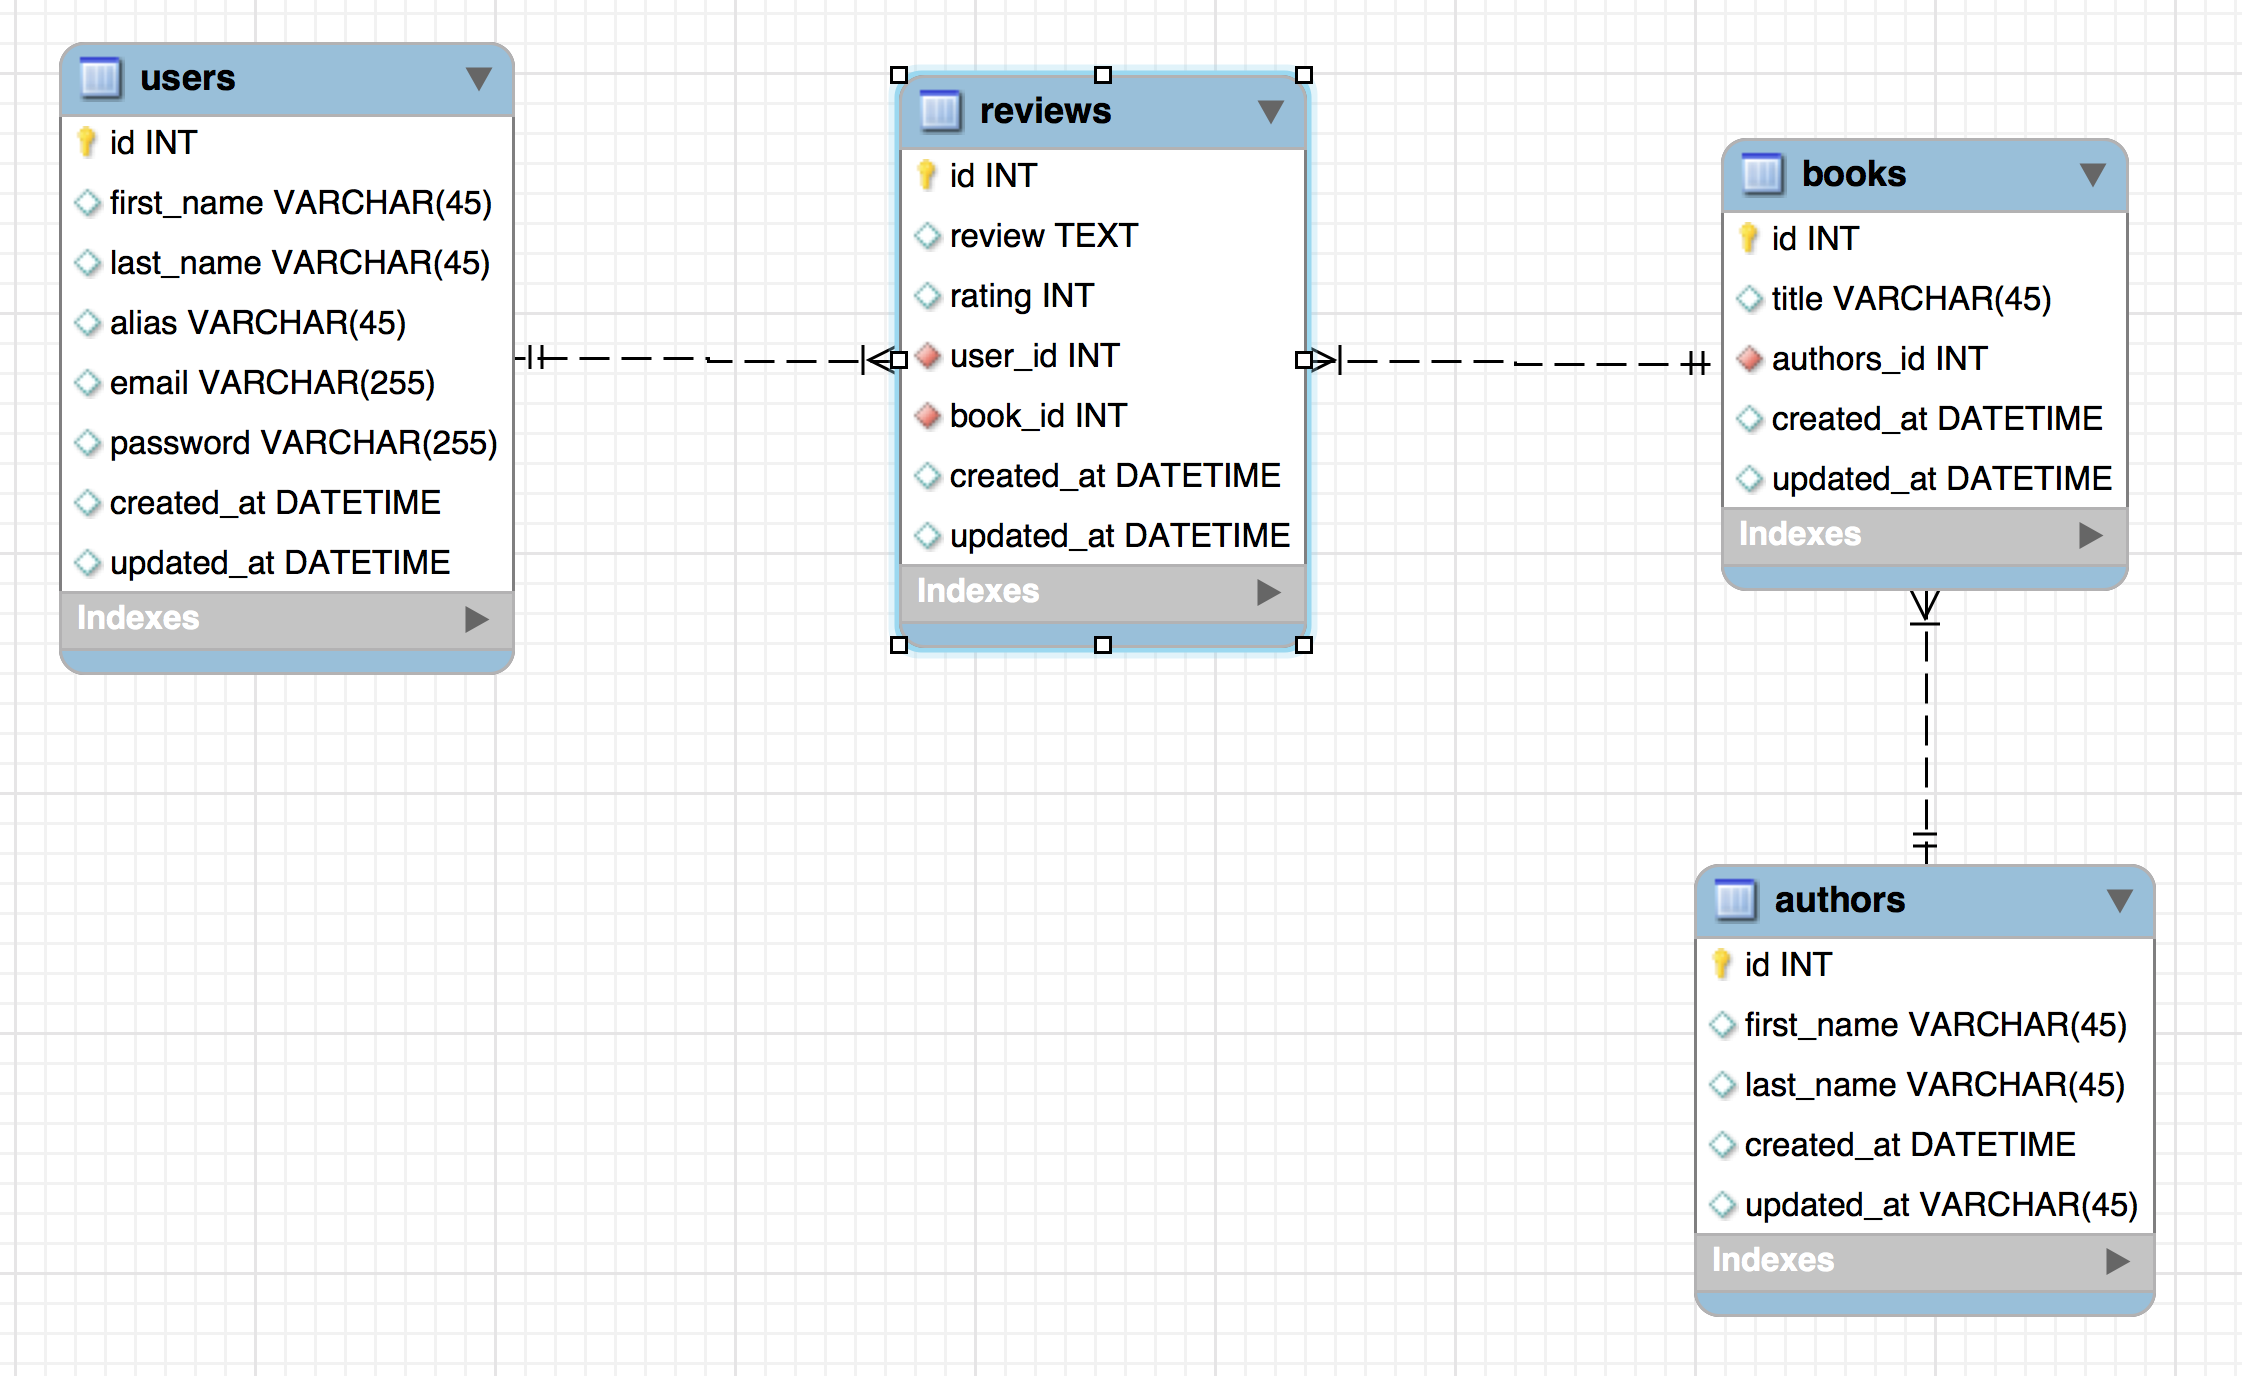 users
id INT
first_name VARCHAR(45)
last_name VARCHAR(45)
alias VARCHAR(45)
email VARCHAR(255)
password VARCHAR(255)
created_at DATETIME
updated_at DATETIME
Indexes
reviews
id INT
review TEXT
rating INT
user_id INT
book_id INT
created_at DATETIME
updated_at DATETIME
Indexes
books
id INT
title VARCHAR(45)
authors_id INT
created_at DATETIME
updated_at DATETIME
Indexes
authors
id INT
first_name VARCHAR(45)
last_name VARCHAR(45)
created_at DATETIME
updated_at VARCHAR(45)
Indexes